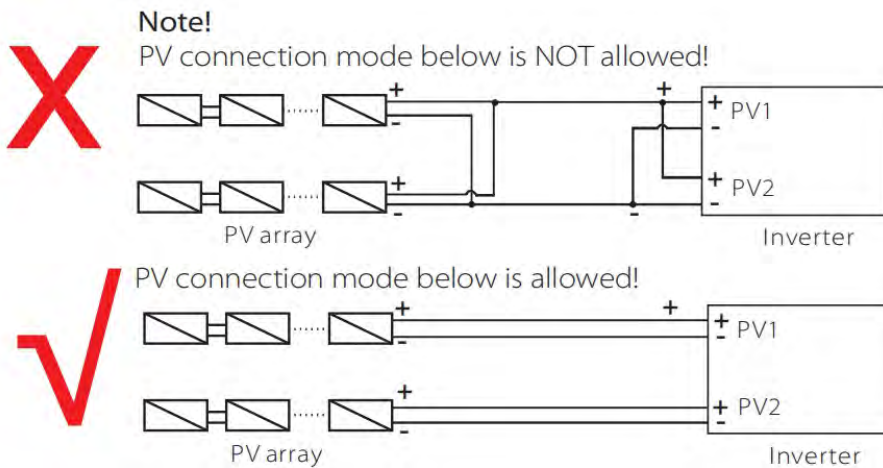 Note!
PV connection mode below is NOT allowed!
+
+
+
PV1
-
-
+
+
PV2
-
-
-
PV array
Inverter
PV connection mode below is allowed!
+
+
+
PV1
-
-
+
+
PV2
-
-
PV array
Inverter